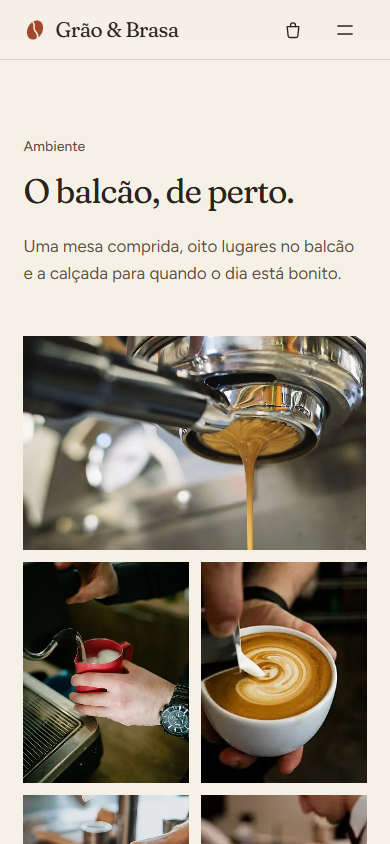 Grão & Brasa
Ambiente
O balcão, de perto.
Uma mesa comprida, oito lugares no balcão
e a calçada para quando o dia está bonito.